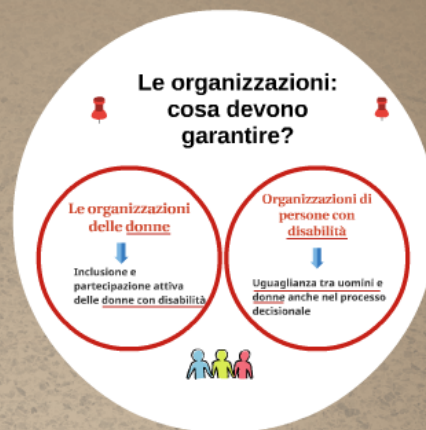 Le organizzazioni:
cosa devono
garantire?
Le organizzazioni
delle donne
Inclusione e
partecipazione attiva
delle donne con disabilità
Organizzazioni di
persone con
disabilità
Uguaglianza tra uomini e
donne anche nel processo
decisionale